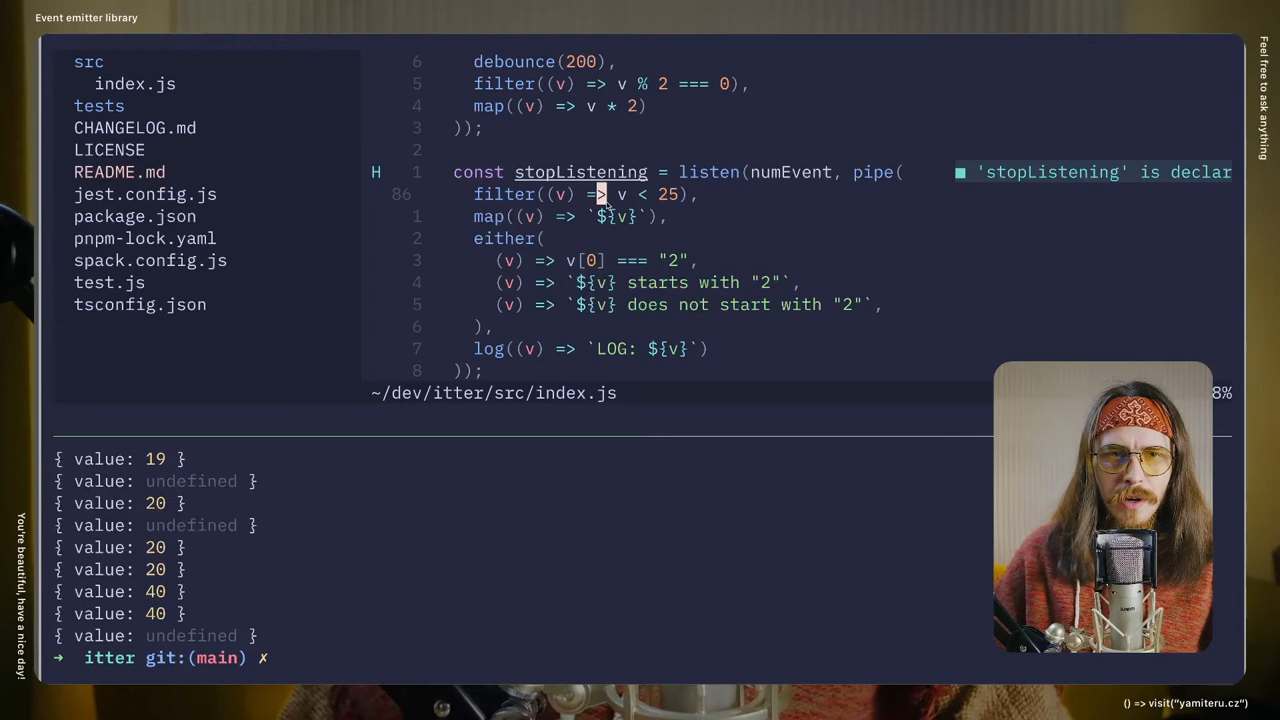 Event emitter library
Feel free to ask anything
src
index.js
tests
CHANGELOG.md
LICENSE
README.md
jest.config.js
package.json
pnpm-lock.yaml
spack.config.js
test.js
tsconfig.json
6 debounce(200),
5 filter((v) => v % 2 === 0),
4 map((v) => v * 2)
3 ));
2
H 1 const stopListening = listen(numEvent, pipe( ■ 'stopListening' is declar
86 filter((v) => v < 25),
1 map((v) => `${v}`),
2 either(
3 (v) => v[0] === "2",
4 (v) => `${v} starts with "2"`,
5 (v) => `${v} does not start with "2"`,
6 ),
7 log((v) => `LOG: ${v}`)
8 ));
~/dev/itter/src/index.js 8%
{ value: 19 }
{ value: undefined }
{ value: 20 }
{ value: undefined }
{ value: 20 }
{ value: 20 }
{ value: 40 }
{ value: 40 }
{ value: undefined }
→ itter git:(main) ✗
You're beautiful, have a nice day!
() => visit("yamiteru.cz")